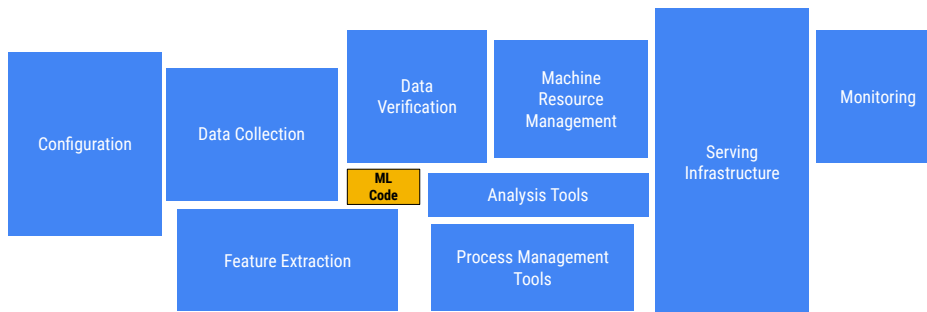 Configuration
Data Collection
Data
Verification
Machine
Resource
Management
Serving
Infrastructure
Monitoring
ML
Code
Analysis Tools
Feature Extraction
Process Management
Tools